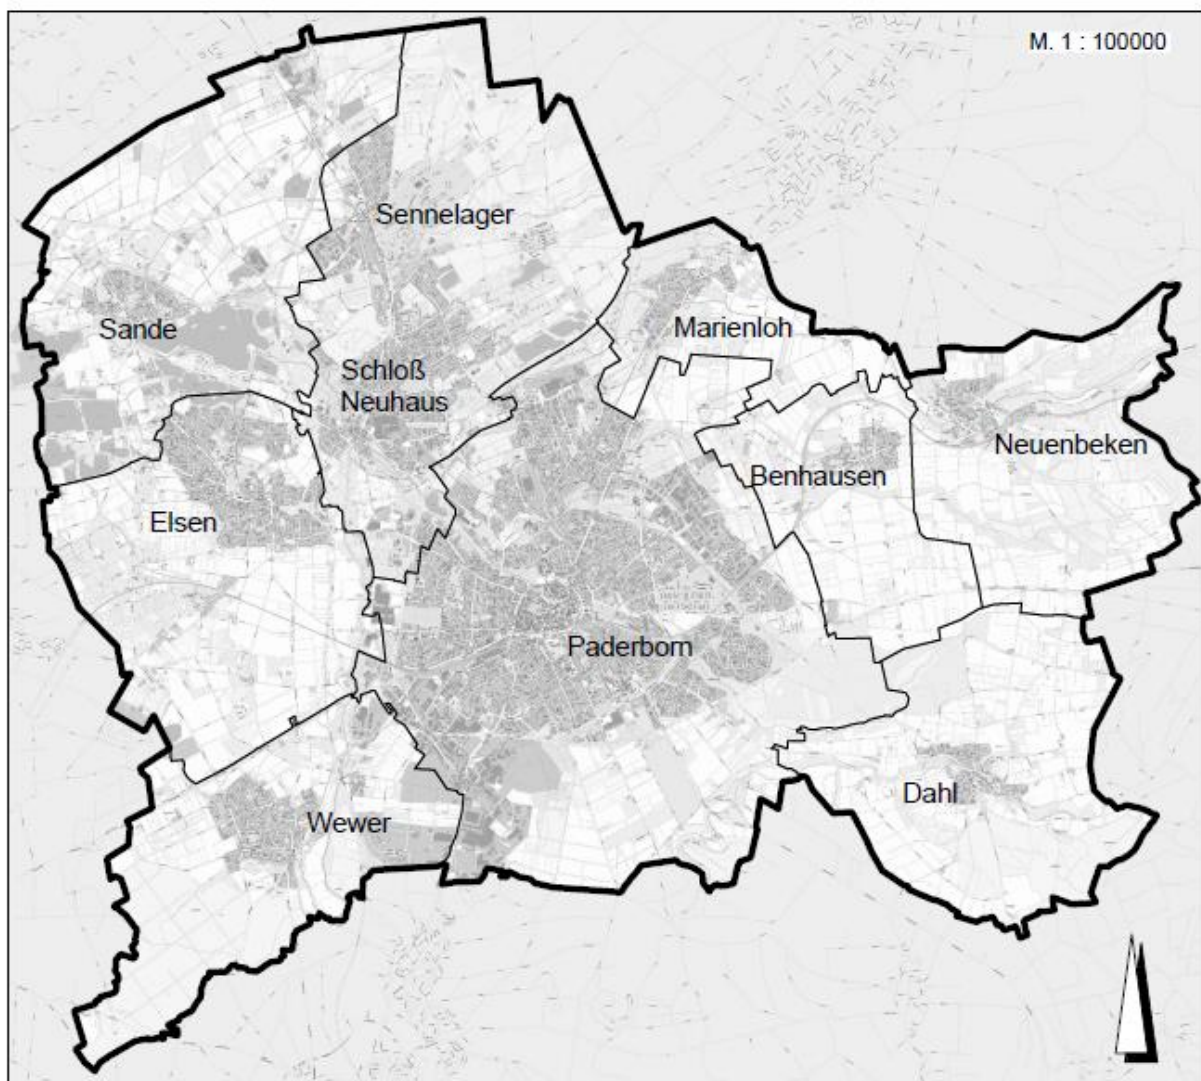 M. 1 : 100000
Sennelager
Sande
Marienloh
Schloß
Neuhaus
Neuenbeken
Benhausen
Elsen
Paderborn
Dahl
Wewer